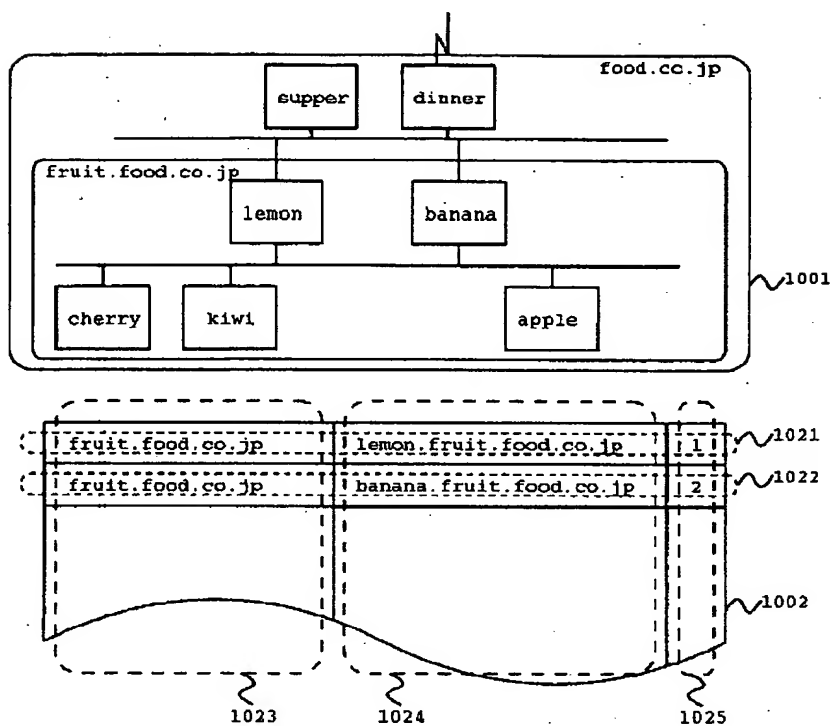 food.co.jp
supper
dinner
fruit.food.co.jp
lemon
banana
1001
cherry
kiwi
apple
fruit.food.co.jp lemon.fruit.food.co.jp 1 1021
fruit.food.co.jp banana.fruit.food.co.jp 2 1022
1002
1023 1024 1025